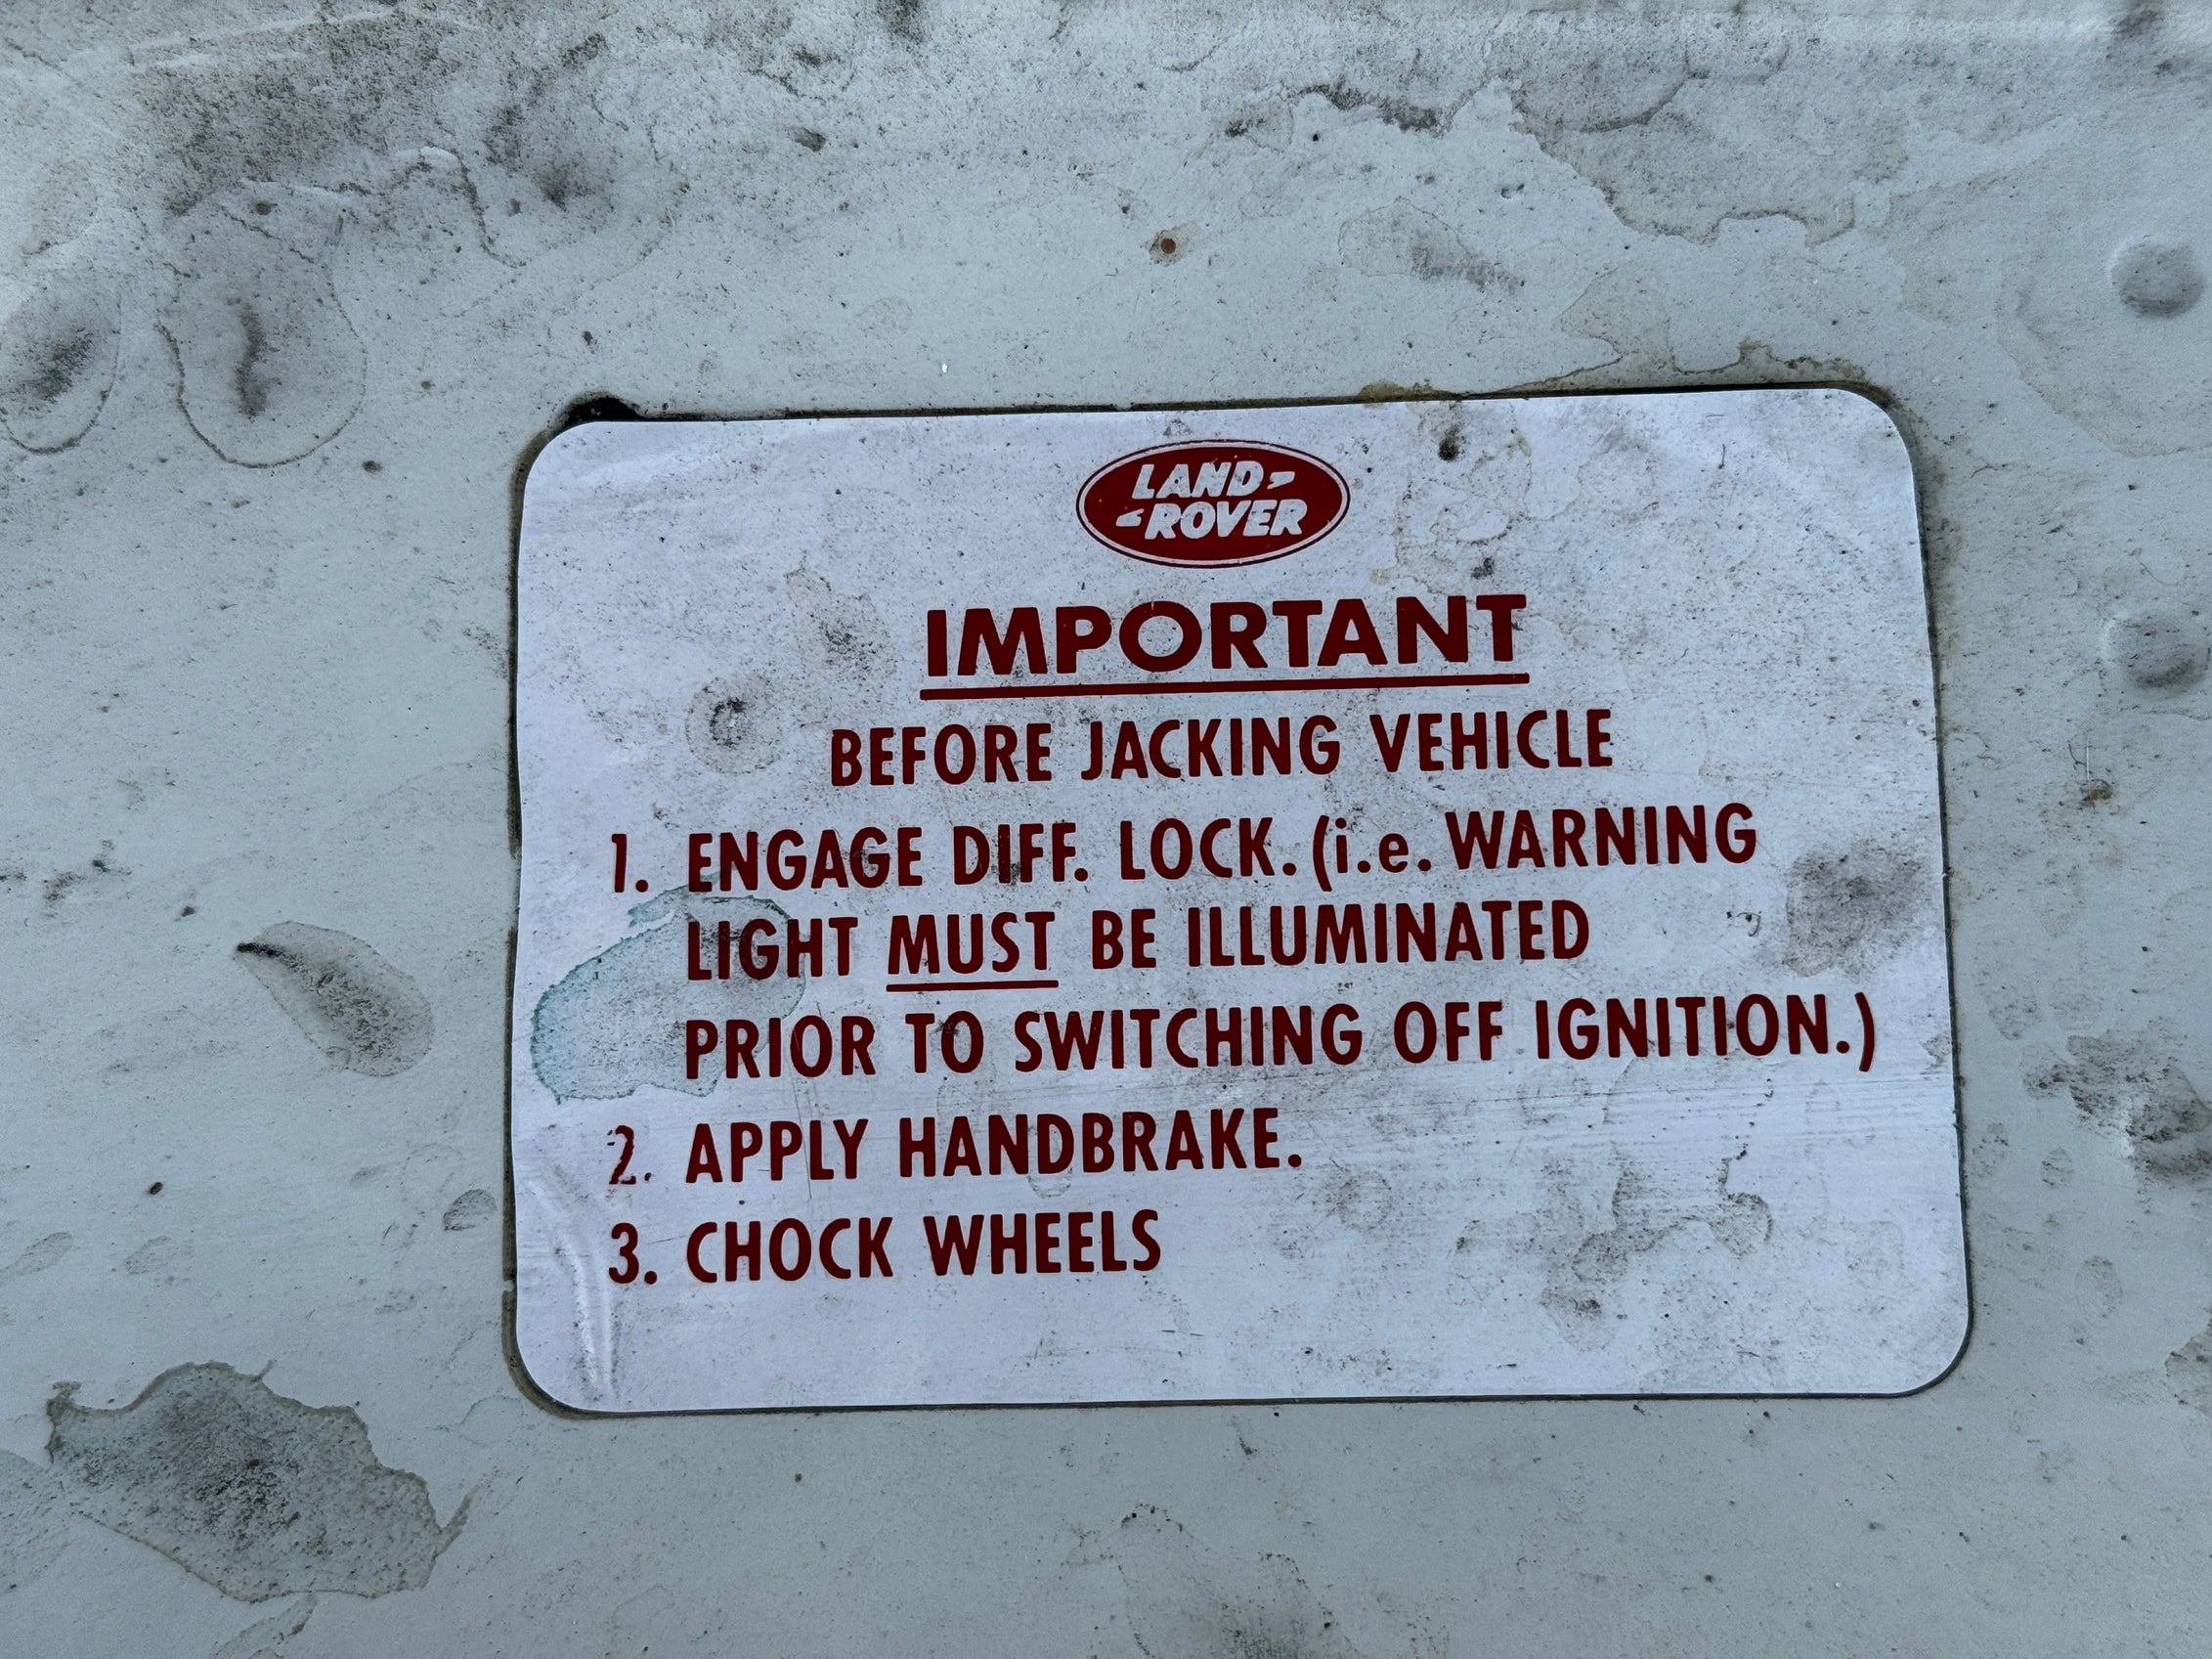 LAND-
-ROVER
IMPORTANT
BEFORE JACKING VEHICLE
1. ENGAGE DIFF. LOCK. (i.e. WARNING
LIGHT MUST BE ILLUMINATED
PRIOR TO SWITCHING OFF IGNITION.)
2. APPLY HANDBRAKE.
3. CHOCK WHEELS